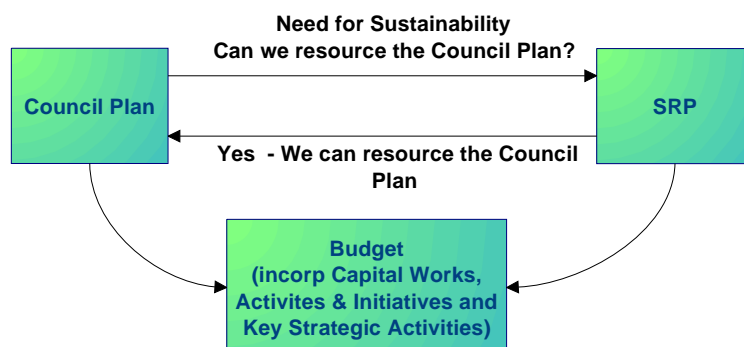 Need for Sustainability
Can we resource the Council Plan?
Council Plan
SRP
Yes - We can resource the Council
Plan
Budget
(incorp Capital Works,
Activites & Initiatives and
Key Strategic Activities)